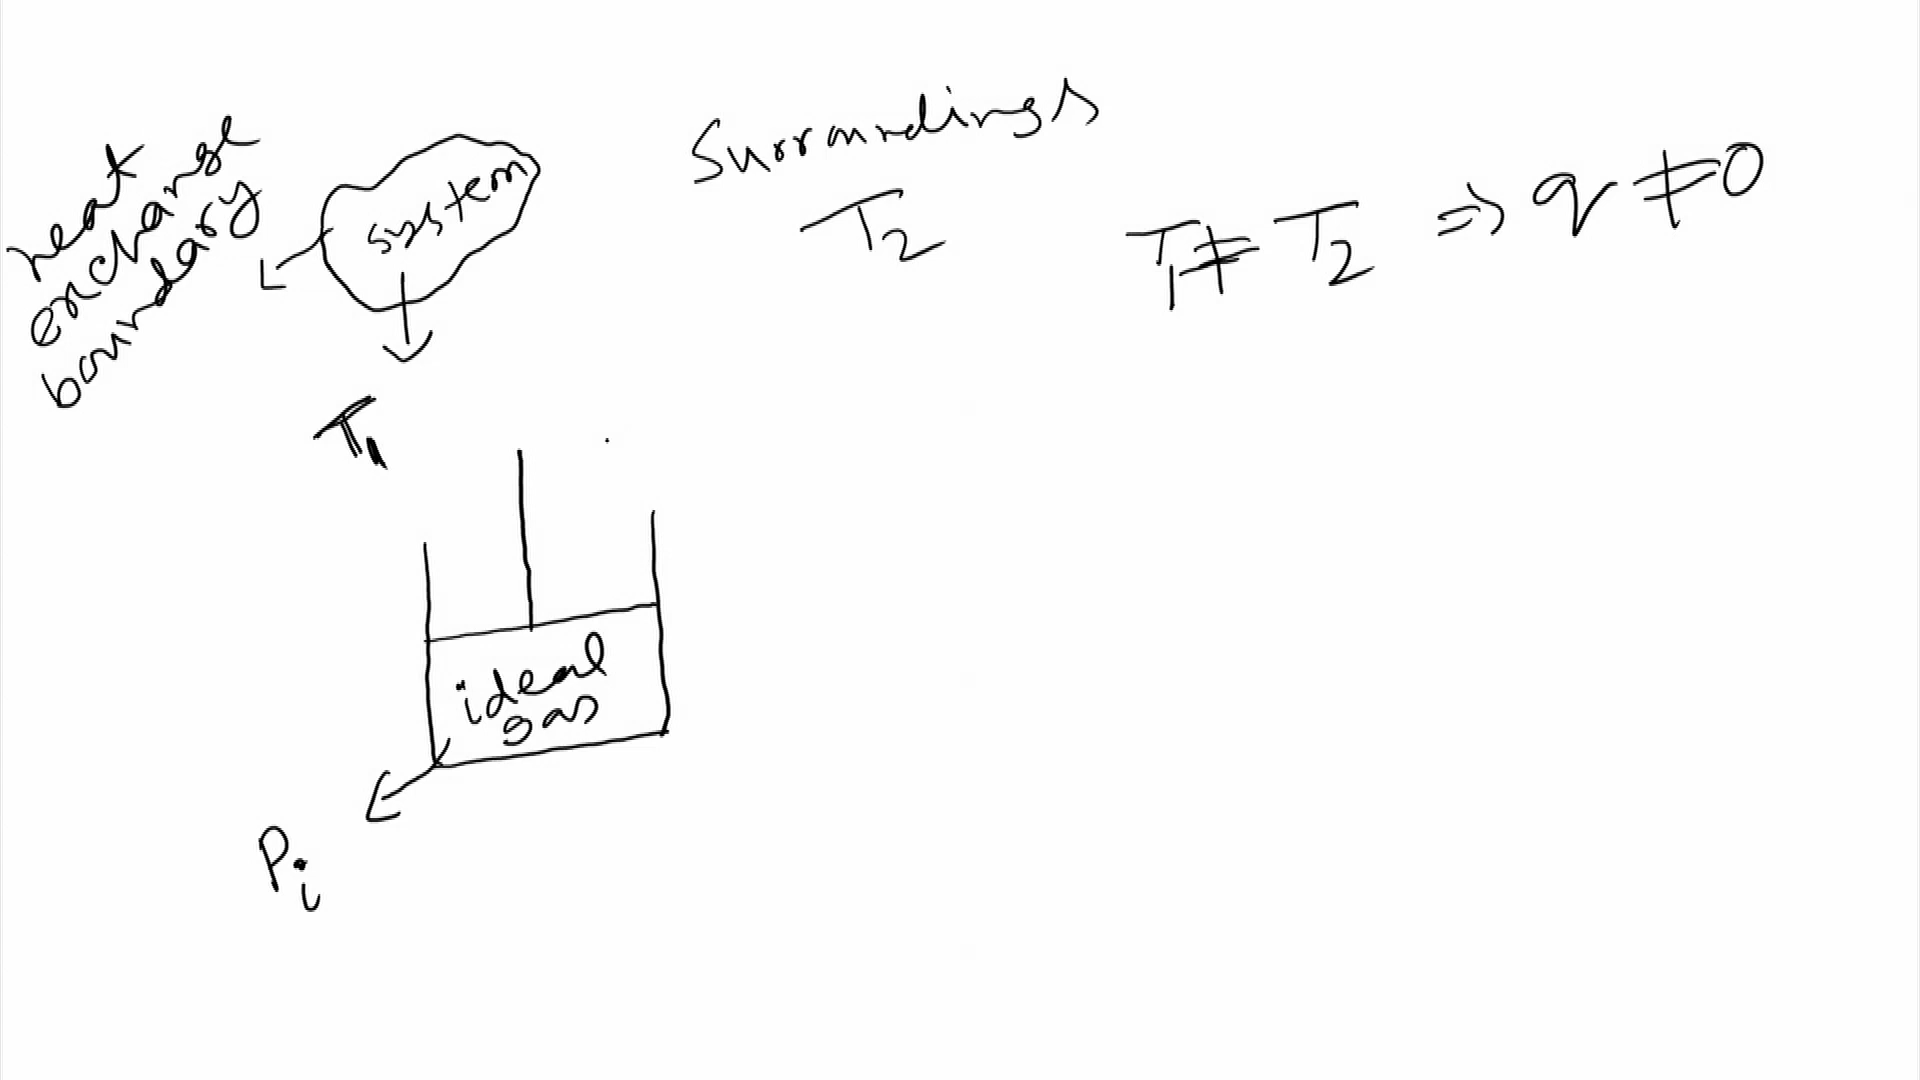 heat
exchange
boundary
system
Surroundings
T₂
T₁ ≠ T₂ ⇒ q ≠ 0
T₁
ideal
gas
Pᵢ